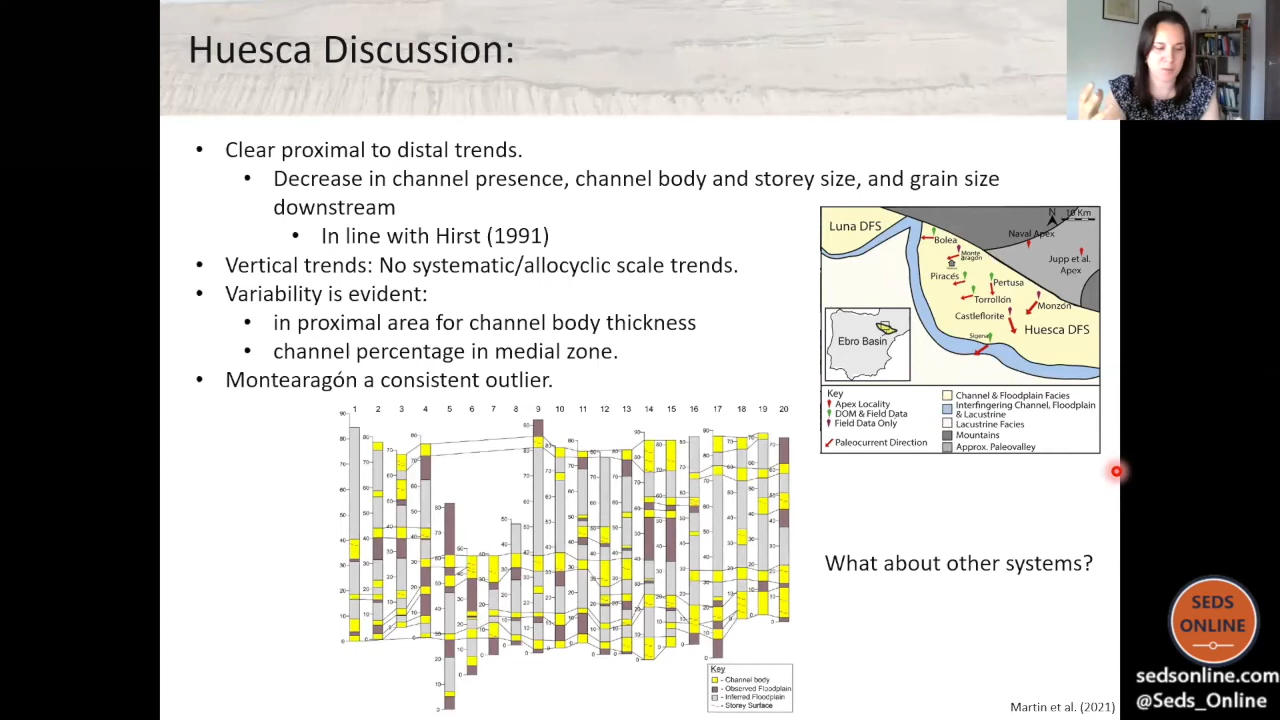 Huesca Discussion:
• Clear proximal to distal trends.
• Decrease in channel presence, channel body and storey size, and grain size
downstream
• In line with Hirst (1991)
• Vertical trends: No systematic/allocyclic scale trends.
• Variability is evident:
• in proximal area for channel body thickness
• channel percentage in medial zone.
• Montearagón a consistent outlier.
N
10 Km
Luna DFS
Bolea
Naval Apex
Monte
aragón
Jupp et al.
Apex
Piracés
Pertusa
Torrollón
Monzón
Castleflorite
Huesca DFS
Sigena
Ebro Basin
Key
Apex Locality
DOM & Field Data
Field Data Only
Paleocurrent Direction
Channel & Floodplain Facies
Interfingering Channel, Floodplain
& Lacustrine
Lacustrine Facies
Mountains
Approx. Paleovalley
1 2 3 4 5 6 7 8 9 10 11 12 13 14 15 16 17 18 19 20
Key
- Channel body
- Observed Floodplain
- Inferred Floodplain
- Storey Surface
What about other systems?
Martin et al. (2021)
SEDS
ONLINE
sedsonline.com
@Seds_Online